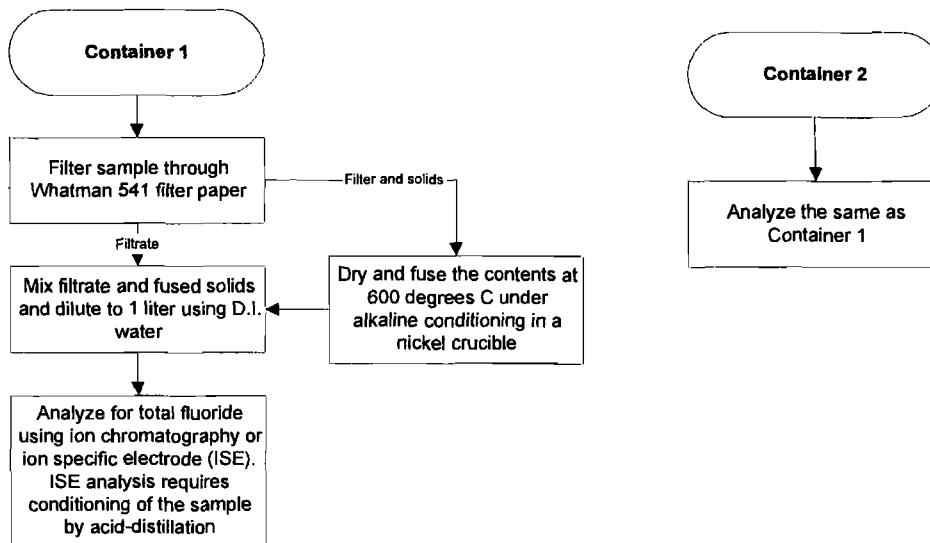 Container 1
Filter sample through
Whatman 541 filter paper
Filter and solids
Filtrate
Mix filtrate and fused solids
and dilute to 1 liter using D.I.
water
Dry and fuse the contents at
600 degrees C under
alkaline conditioning in a
nickel crucible
Analyze for total fluoride
using ion chromatography or
ion specific electrode (ISE).
ISE analysis requires
conditioning of the sample
by acid-distillation
Container 2
Analyze the same as
Container 1